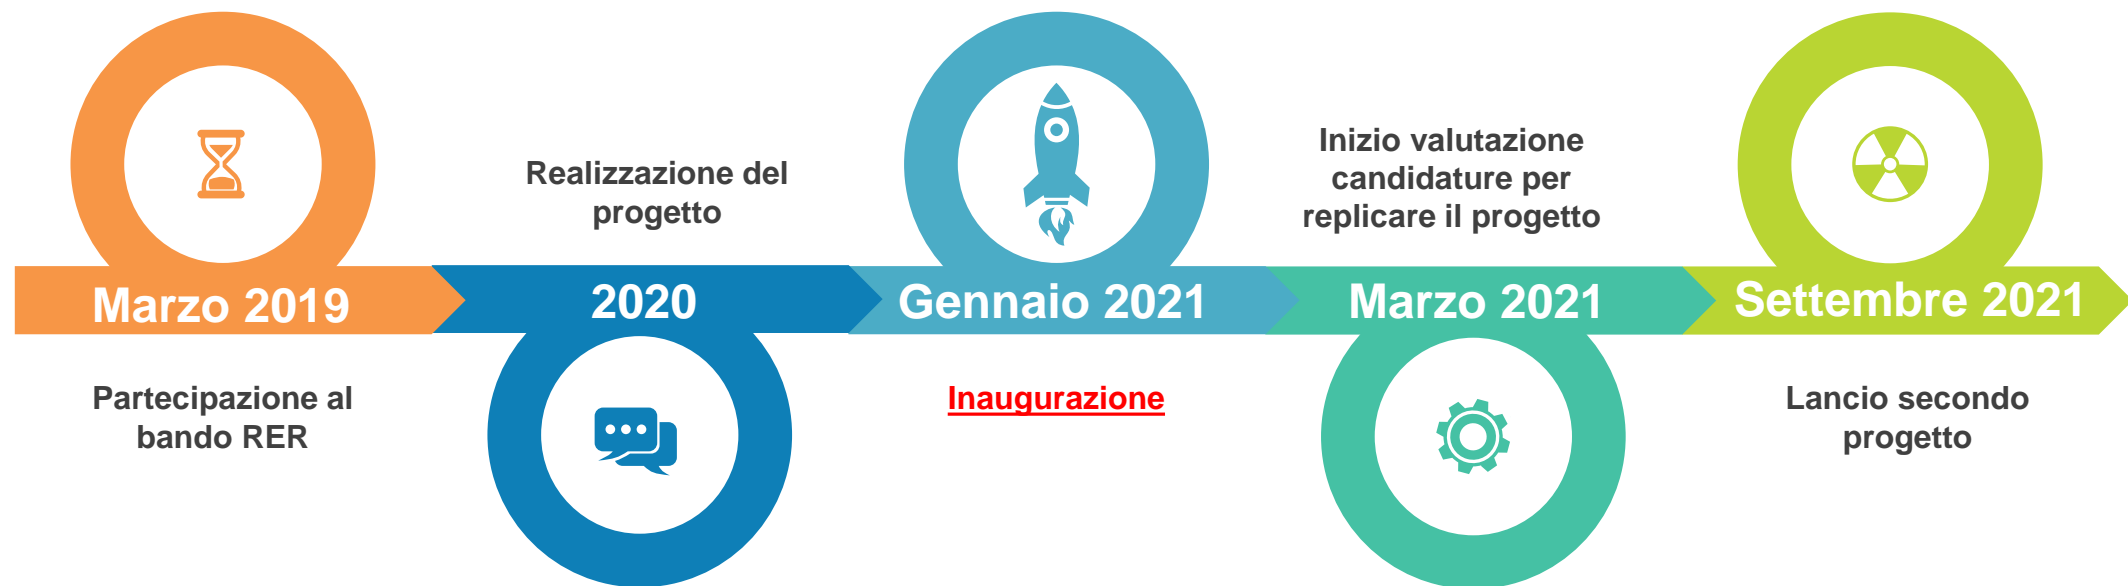 Marzo 2019
Partecipazione al
bando RER
Realizzazione del
progetto
2020
Gennaio 2021
Inaugurazione
Inizio valutazione
candidature per
replicare il progetto
Marzo 2021
Settembre 2021
Lancio secondo
progetto